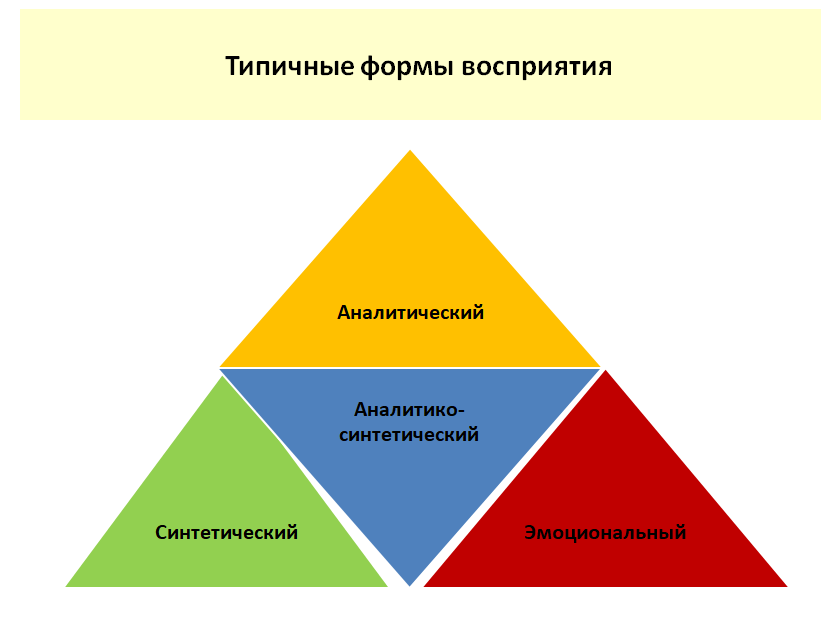 Типичные формы восприятия
Аналитический
Аналитико-
синтетический
Синтетический
Эмоциональный